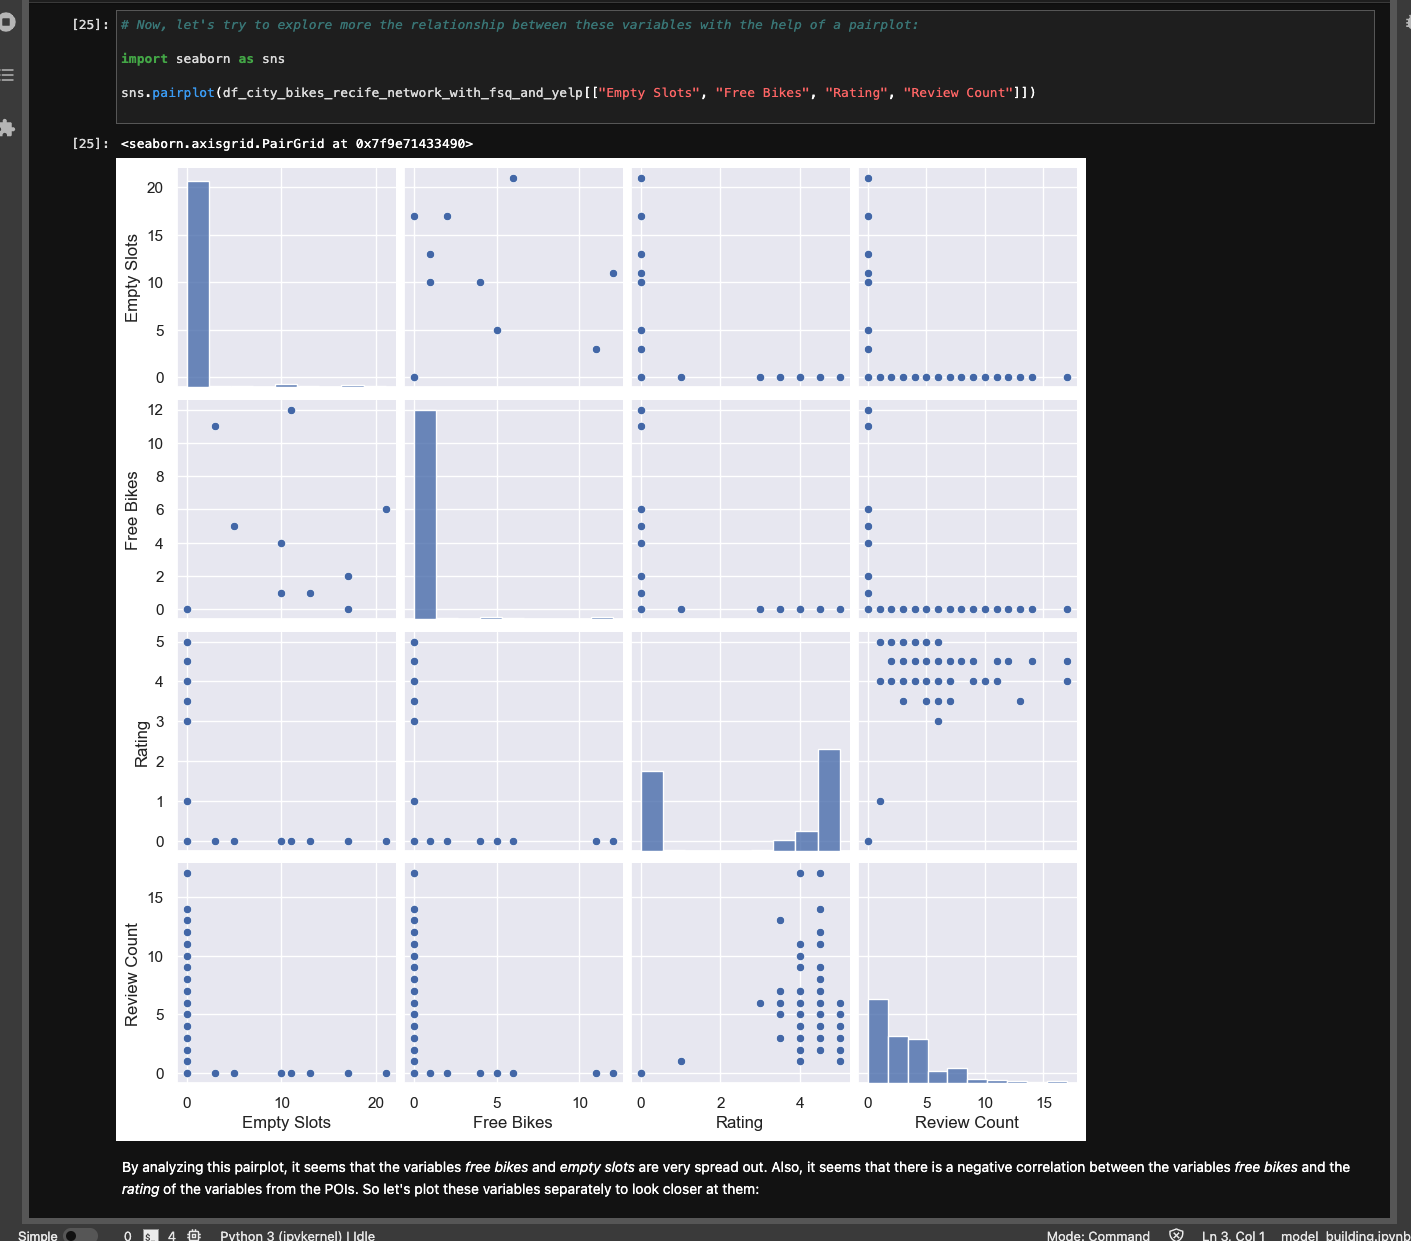 [25]: # Now, let's try to explore more the relationship between these variables with the help of a pairplot:
import seaborn as sns
sns.pairplot(df_city_bikes_recife_network_with_fsq_and_yelp[["Empty Slots", "Free Bikes", "Rating", "Review Count"]])
[25]: <seaborn.axisgrid.PairGrid at 0x7f9e71433490>
20
15
10
5
0
Empty Slots
12
10
8
6
4
2
0
Free Bikes
5
4
3
2
1
0
Rating
15
10
5
0
Review Count
0 10 20 0 5 10 0 2 4 0 5 10 15
Empty Slots Free Bikes Rating Review Count
By analyzing this pairplot, it seems that the variables free bikes and empty slots are very spread out. Also, it seems that there is a negative correlation between the variables free bikes and the
rating of the variables from the POIs. So let's plot these variables separately to look closer at them:
Simple 0 $_ 4 Python 3 (ipykernel) | Idle Mode: Command Ln 3, Col 1 model_building.ipynb